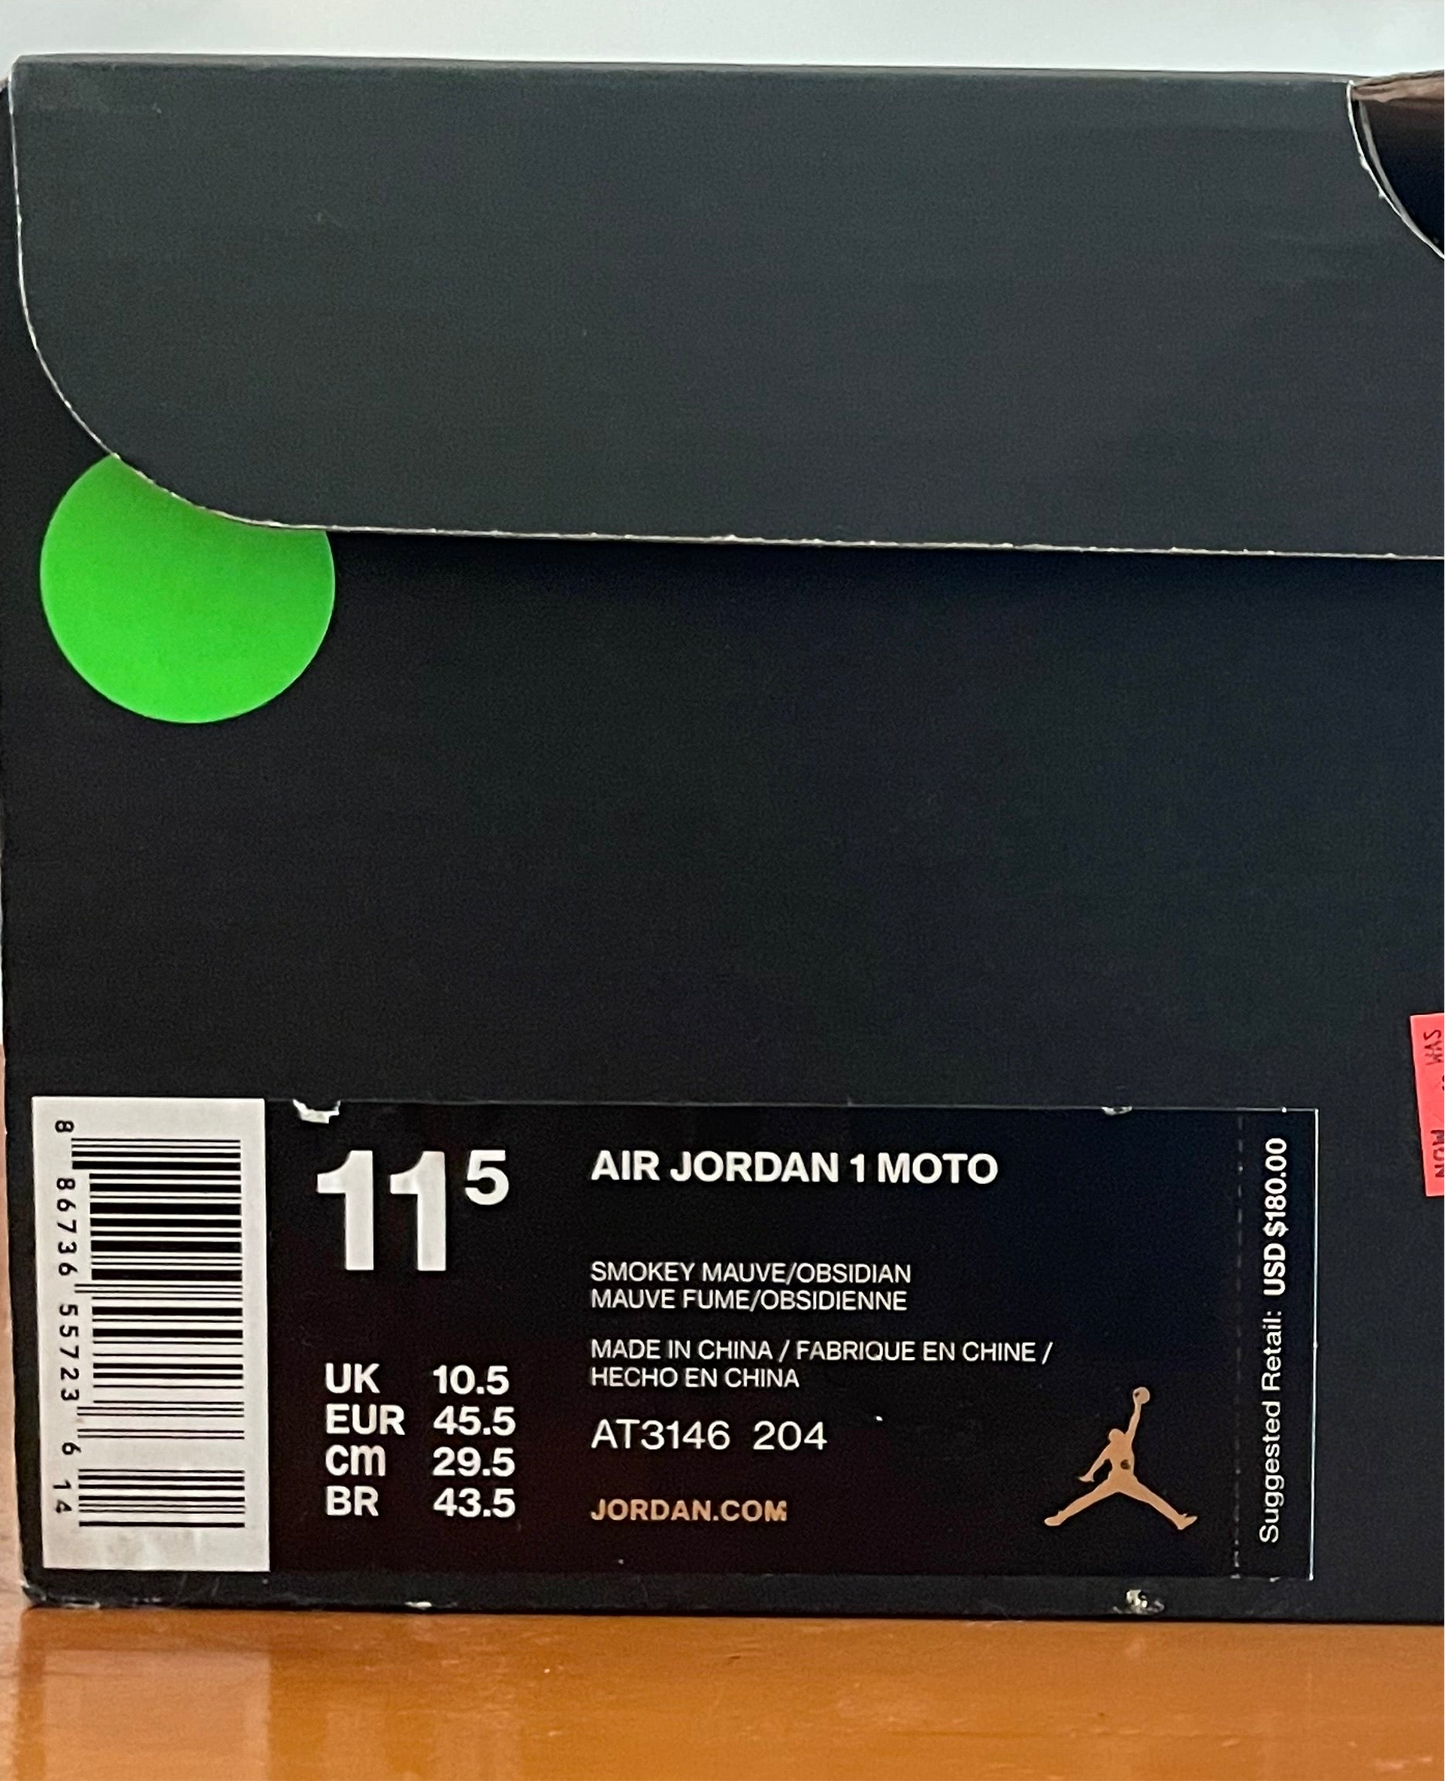 WAS
NOW
8 86736 55723 6 14
11 5
AIR JORDAN 1 MOTO
SMOKEY MAUVE/OBSIDIAN
MAUVE FUME/OBSIDIENNE
MADE IN CHINA / FABRIQUE EN CHINE /
HECHO EN CHINA
UK 10.5
EUR 45.5
cm 29.5
BR 43.5
AT3146 204
JORDAN.COM
Suggested Retail: USD $180.00